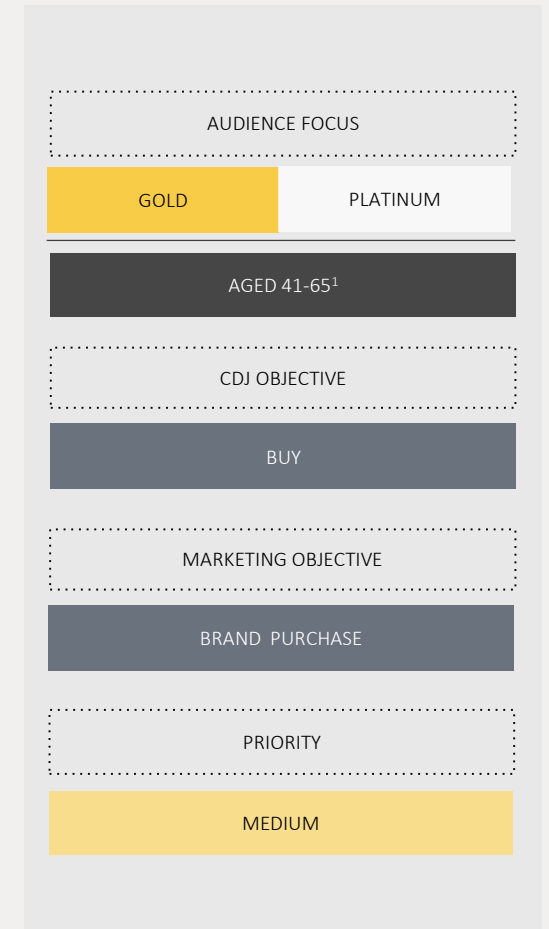 AUDIENCE FOCUS
GOLD PLATINUM
AGED 41-65¹
CDJ OBJECTIVE
BUY
MARKETING OBJECTIVE
BRAND PURCHASE
PRIORITY
MEDIUM